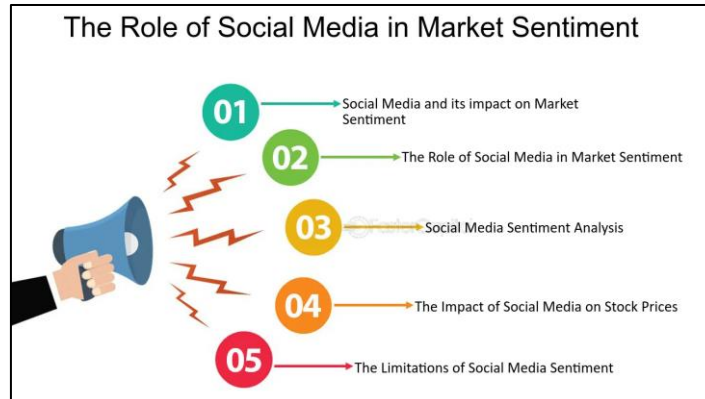 The Role of Social Media in Market Sentiment
01
Social Media and its impact on Market
Sentiment
02
The Role of Social Media in Market Sentiment
03
Social Media Sentiment Analysis
04
The Impact of Social Media on Stock Prices
05
The Limitations of Social Media Sentiment